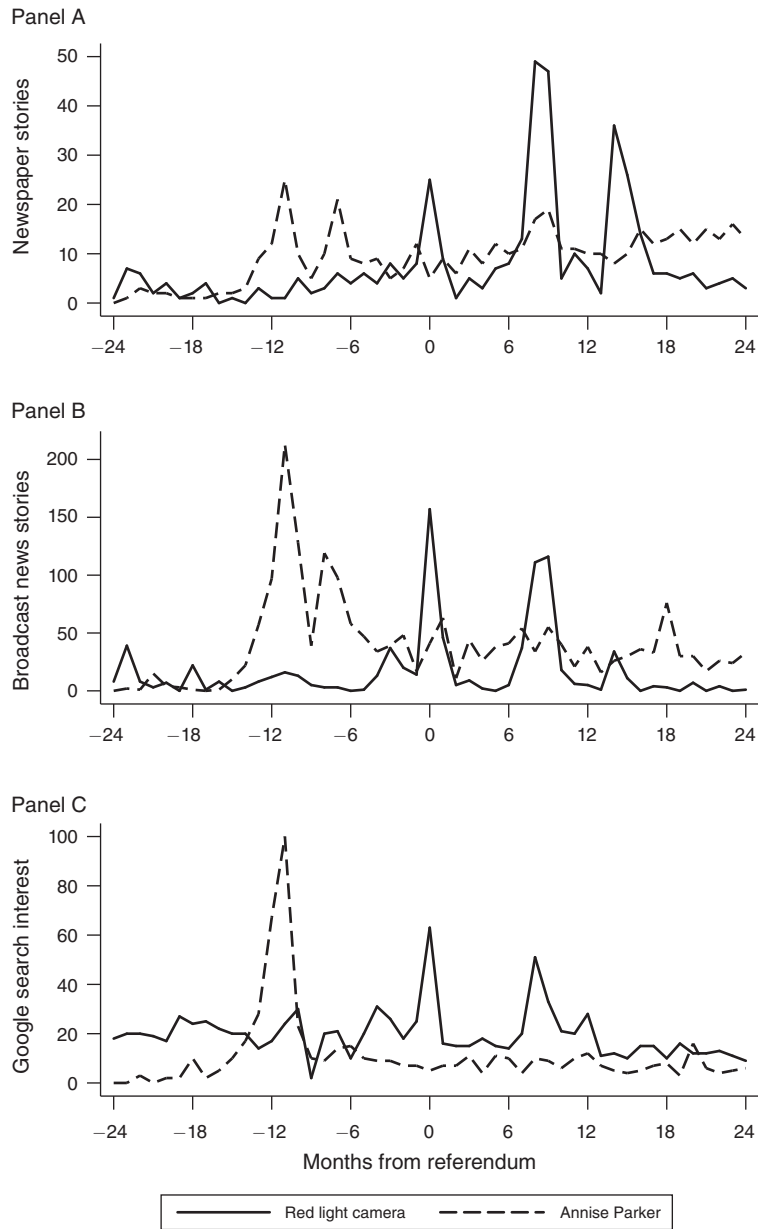 Panel A
Newspaper stories
50
40
30
20
10
0
−24 −18 −12 −6 0 6 12 18 24
Panel B
Broadcast news stories
200
150
100
50
0
−24 −18 −12 −6 0 6 12 18 24
Panel C
Google search interest
100
80
60
40
20
0
−24 −18 −12 −6 0 6 12 18 24
Months from referendum
Red light camera Annise Parker